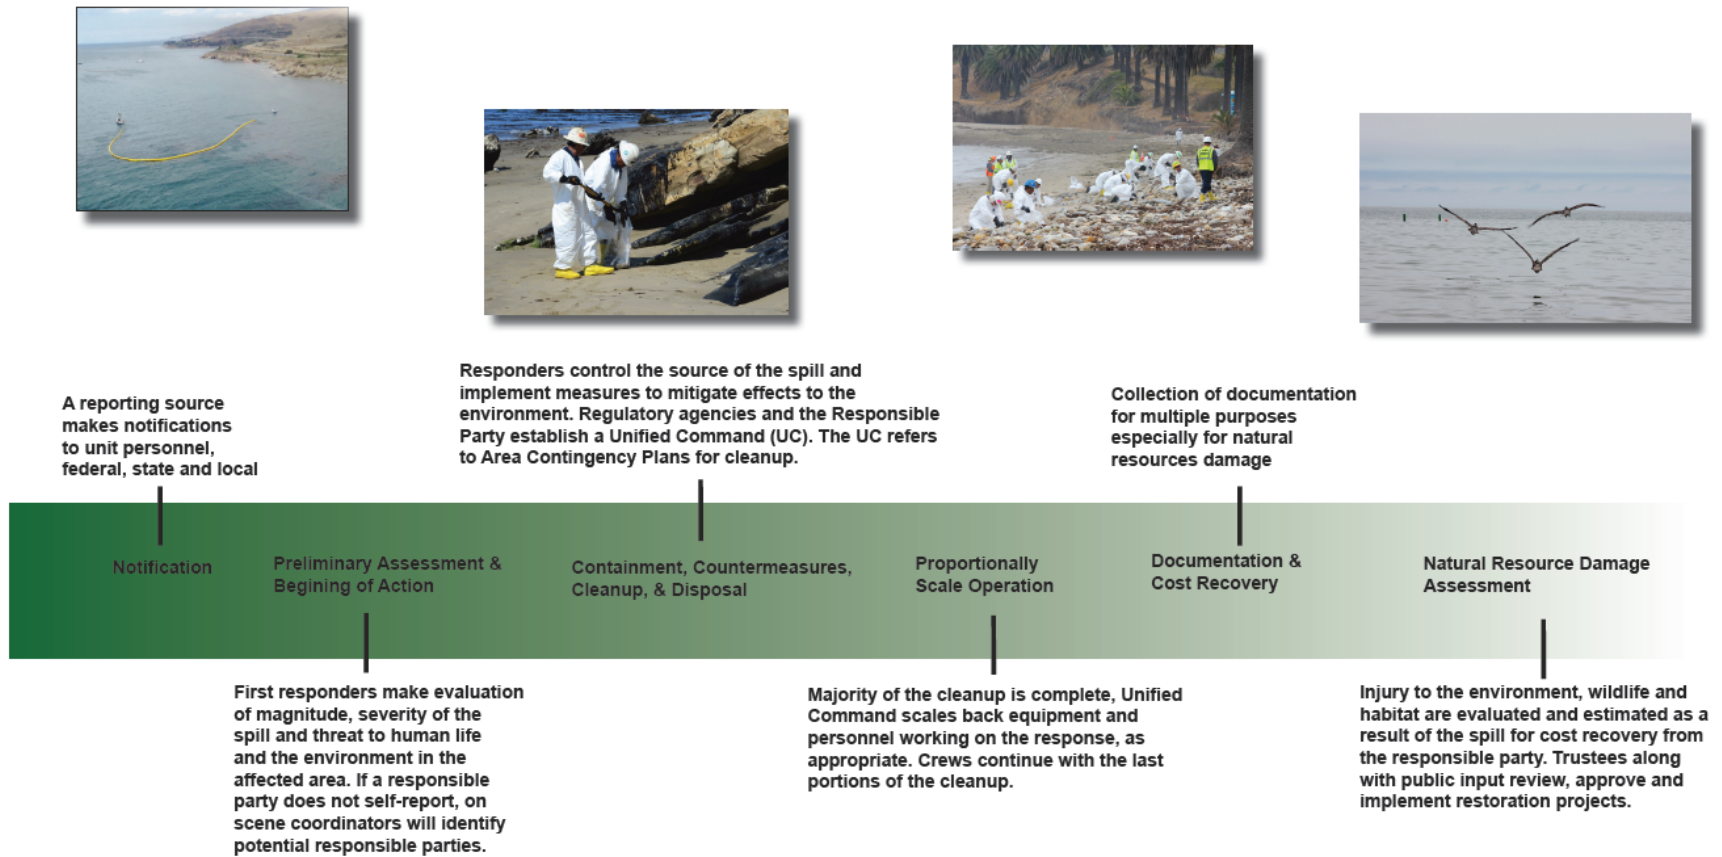 A reporting source
makes notifications
to unit personnel,
federal, state and local
Notification
First responders make evaluation
of magnitude, severity of the
spill and threat to human life
and the environment in the
affected area. If a responsible
party does not self-report, on
scene coordinators will identify
potential responsible parties.
Preliminary Assessment &
Begining of Action
Responders control the source of the spill and
implement measures to mitigate effects to the
environment. Regulatory agencies and the Responsible
Party establish a Unified Command (UC). The UC refers
to Area Contingency Plans for cleanup.
Containment, Countermeasures,
Cleanup, & Disposal
Proportionally
Scale Operation
Majority of the cleanup is complete, Unified
Command scales back equipment and
personnel working on the response, as
appropriate. Crews continue with the last
portions of the cleanup.
Collection of documentation
for multiple purposes
especially for natural
resources damage
Documentation &
Cost Recovery
Natural Resource Damage
Assessment
Injury to the environment, wildlife and
habitat are evaluated and estimated as a
result of the spill for cost recovery from
the responsible party. Trustees along
with public input review, approve and
implement restoration projects.